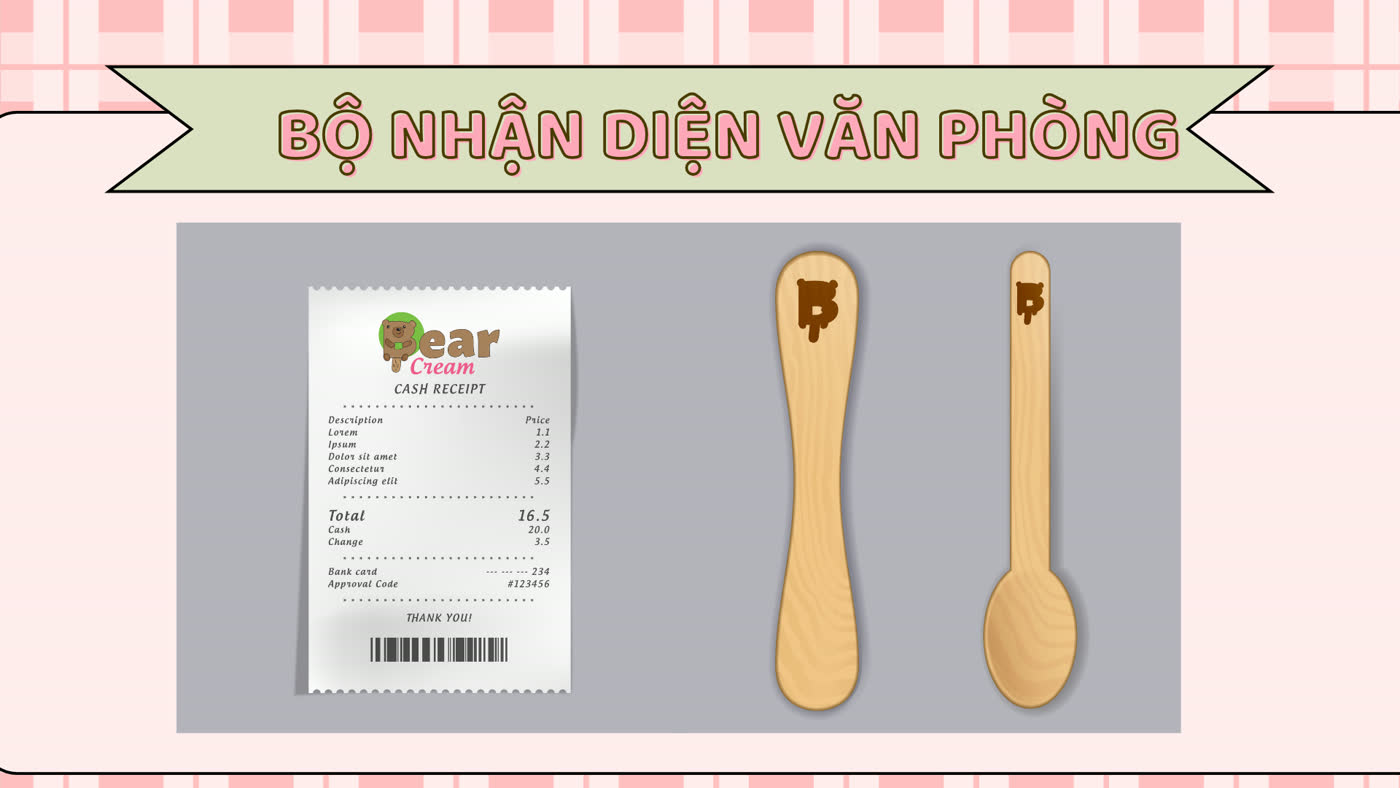 BỘ NHẬN DIỆN VĂN PHÒNG
Bear
Cream
CASH RECEIPT
Description Price
Lorem 1.1
Ipsum 2.2
Dolor sit amet 3.3
Consectetur 4.4
Adipiscing elit 5.5
Total 16.5
Cash 20.0
Change 3.5
Bank card --- --- --- 234
Approval Code #123456
THANK YOU!
B
B